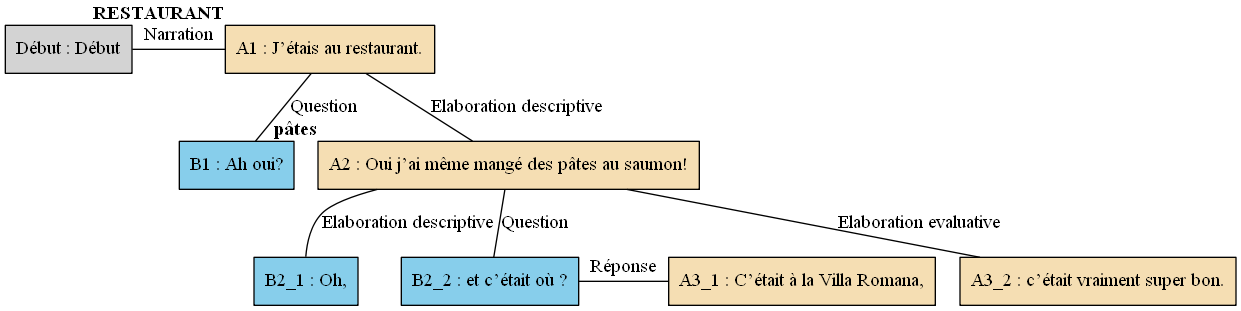 RESTAURANT
Début : Début
Narration
A1 : J'étais au restaurant.
Question
Elaboration descriptive
pâtes
B1 : Ah oui?
A2 : Oui j'ai même mangé des pâtes au saumon!
Elaboration descriptive
Question
Elaboration evaluative
B2_1 : Oh,
B2_2 : et c'était où ?
Réponse
A3_1 : C'était à la Villa Romana,
A3_2 : c'était vraiment super bon.